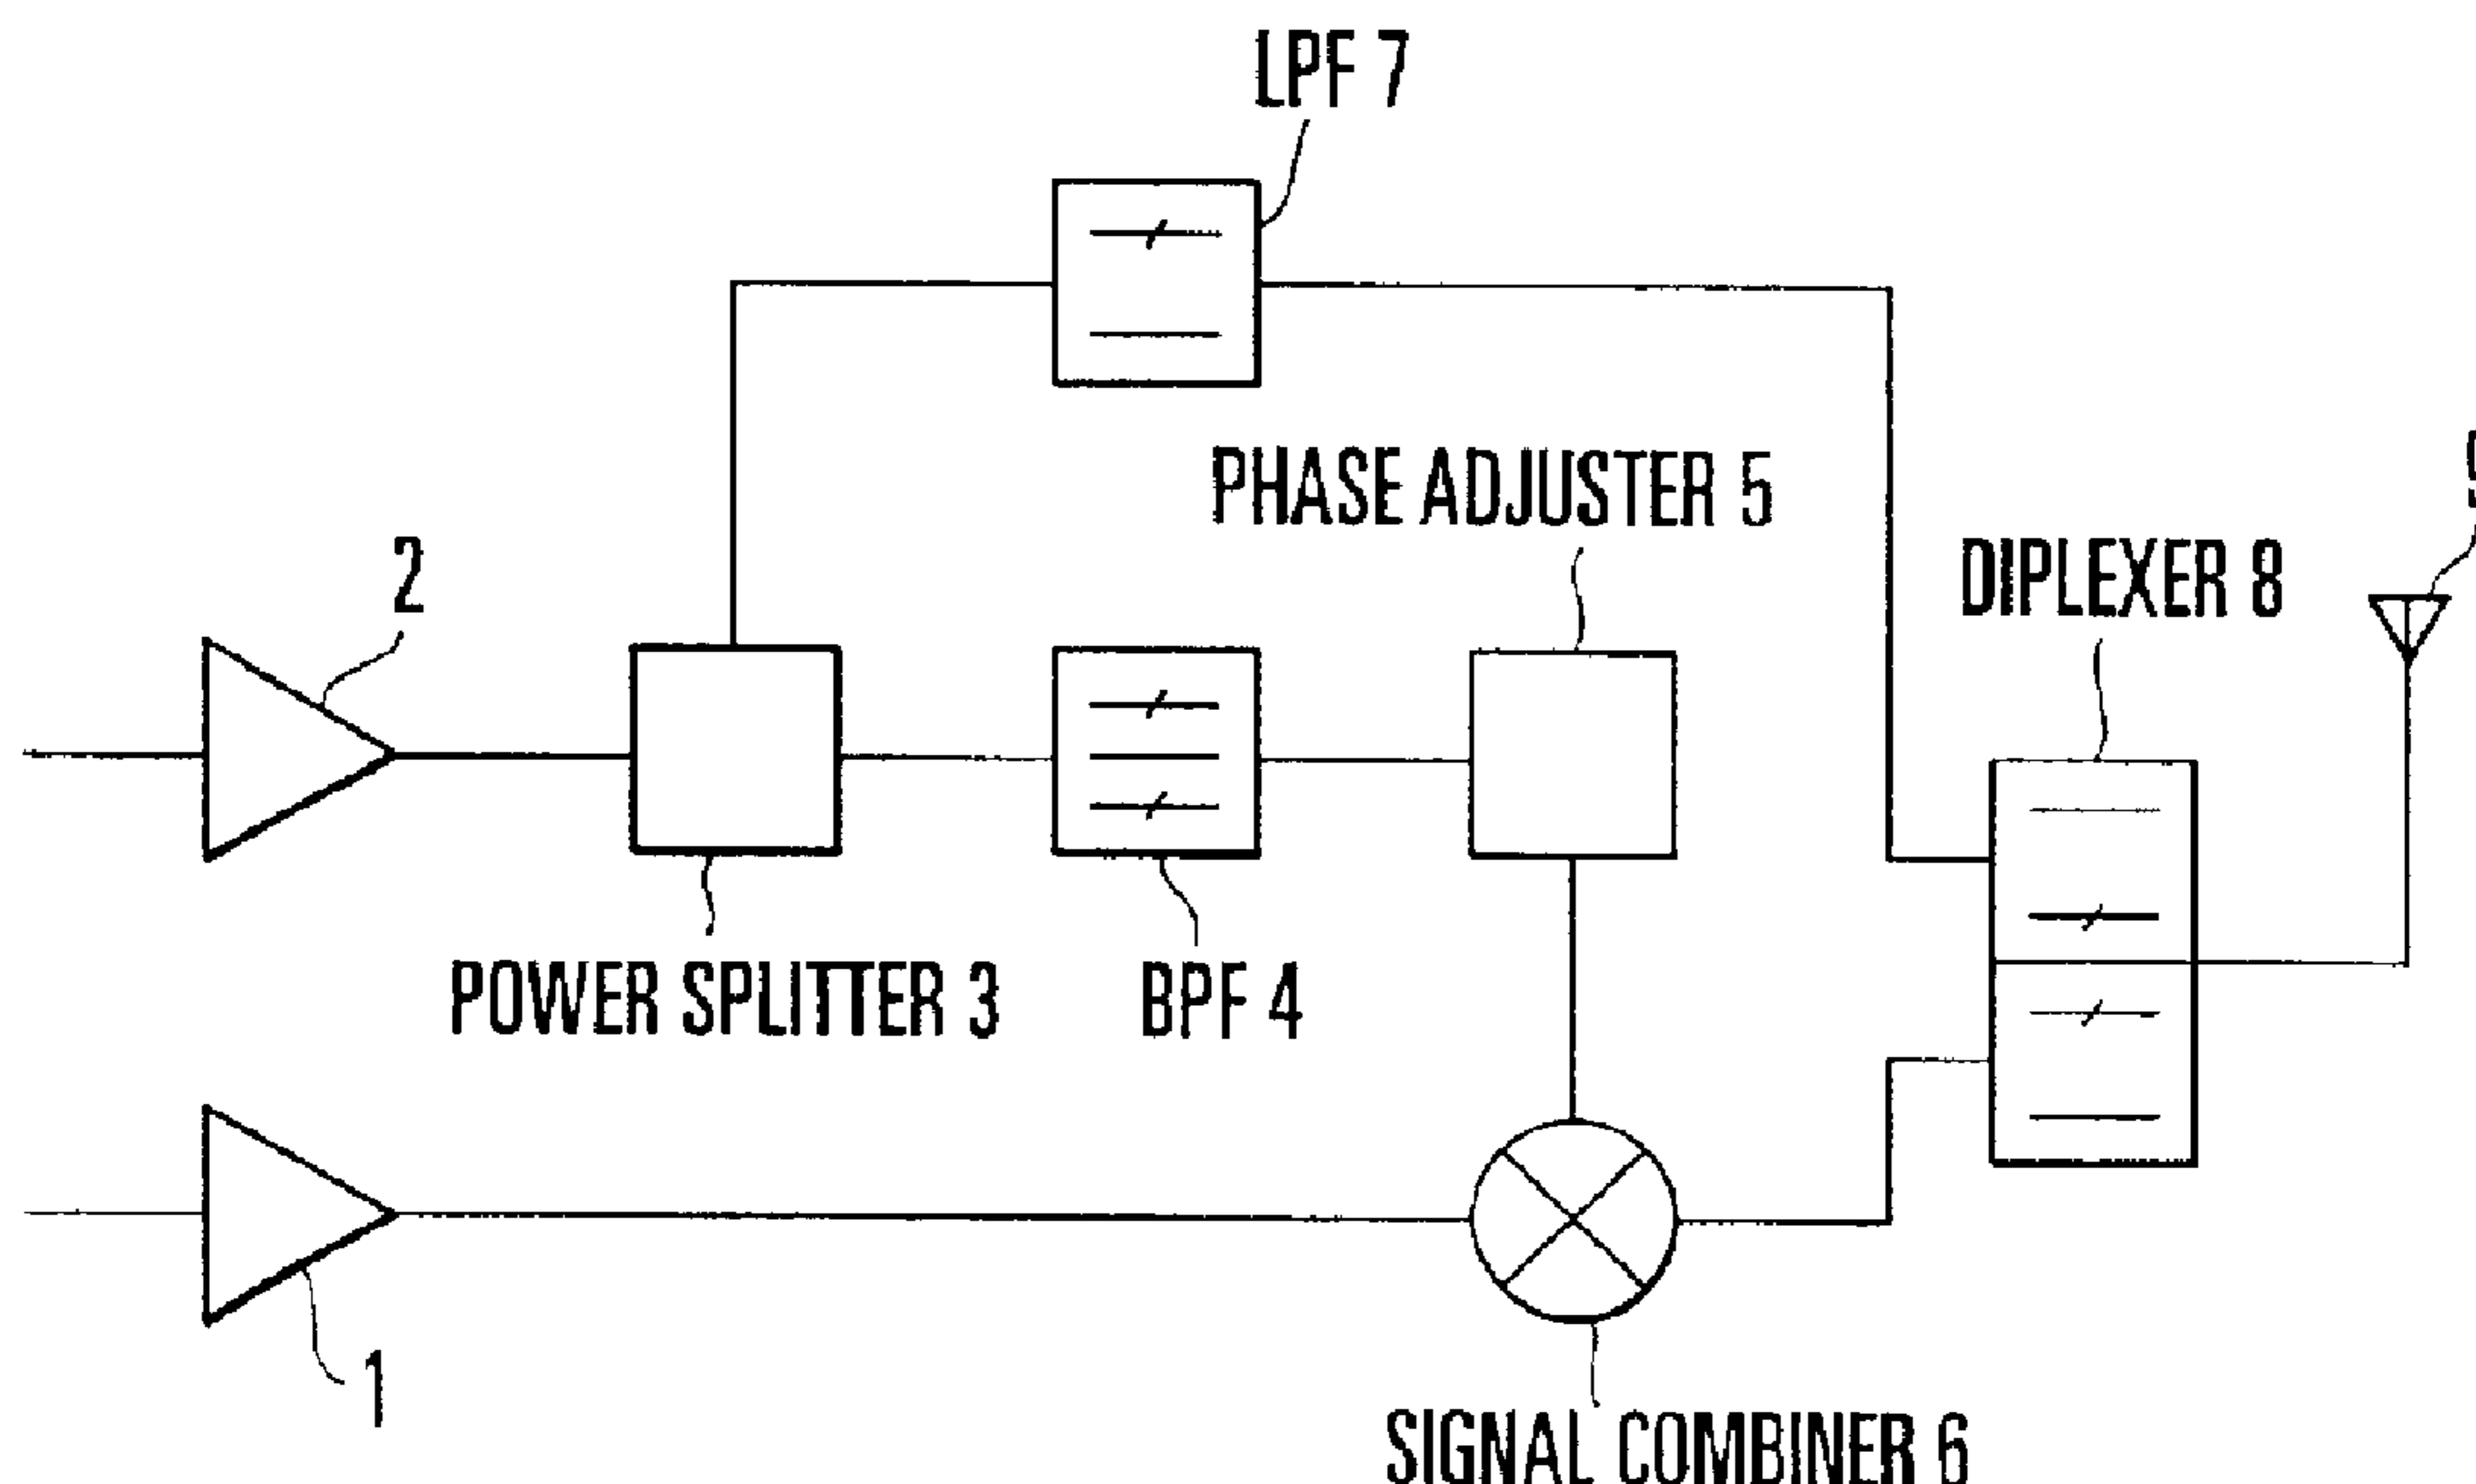 LPF 7
PHASE ADJUSTER 5
2
DIPLEXER 8
POWER SPLITTER 3
BPF 4
1
SIGNAL COMBINER 6